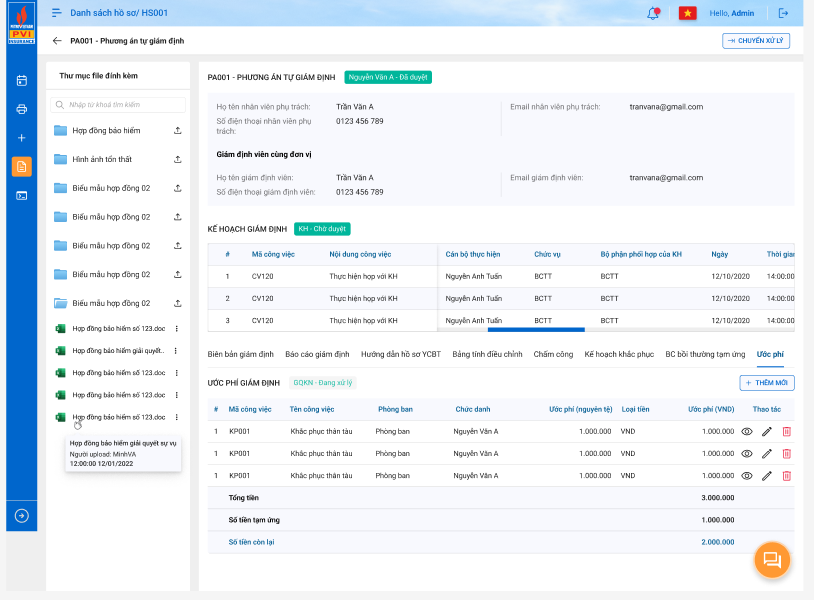 PETROVIETNAM
PVI
INSURANCE
Danh sách hồ sơ/ HS001
Hello, Admin
PA001 - Phương án tự giám định
CHUYỂN XỬ LÝ
Thư mục file đính kèm
Nhập từ khoá tìm kiếm
Hợp đồng bảo hiểm
Hình ảnh tổn thất
Biểu mẫu hợp đồng 02
Biểu mẫu hợp đồng 02
Biểu mẫu hợp đồng 02
Biểu mẫu hợp đồng 02
Biểu mẫu hợp đồng 02
Hợp đồng bảo hiểm số 123.doc
Hợp đồng bảo hiểm giải quyết..
Hợp đồng bảo hiểm số 123.doc
Hợp đồng bảo hiểm số 123.doc
Hợp đồng bảo hiểm số 123.doc
Hợp đồng bảo hiểm giải quyết sự vụ
Người upload: MinhVA
12:00:00 12/01/2022
PA001 - PHƯƠNG ÁN TỰ GIÁM ĐỊNH Nguyễn Văn A - Đã duyệt
Họ tên nhân viên phụ trách: Trần Văn A Email nhân viên phụ trách: tranvana@gmail.com
Số điện thoại nhân viên phụ trách: 0123 456 789
Giám định viên cùng đơn vị
Họ tên giám định viên: Trần Văn A Email giám định viên: tranvana@gmail.com
Số điện thoại giám định viên: 0123 456 789
KẾ HOẠCH GIÁM ĐỊNH KH - Chờ duyệt
# Mã công việc Nội dung công việc Cán bộ thực hiện Chức vụ Bộ phận phối hợp của KH Ngày Thời gian
1 CV120 Thực hiện họp với KH Nguyễn Anh Tuấn BCTT BCTT 12/10/2020 14:00:00
2 CV120 Thực hiện họp với KH Nguyễn Anh Tuấn BCTT BCTT 12/10/2020 14:00:00
3 CV120 Thực hiện họp với KH Nguyễn Anh Tuấn BCTT BCTT 12/10/2020 14:00:00
Biên bản giám định Báo cáo giám định Hướng dẫn hồ sơ YCBT Bảng tính điều chỉnh Chấm công Kế hoạch khắc phục BC bồi thường tạm ứng Ước phí
ƯỚC PHÍ GIÁM ĐỊNH GQKN - Đang xử lý
THÊM MỚI
# Mã công việc Tên công việc Phòng ban Chức danh Ước phí (nguyên tệ) Loại tiền Ước phí (VND) Thao tác
1 KP001 Khắc phục thân tàu Phòng ban Nguyễn Văn A 1.000.000 VND 1.000.000
1 KP001 Khắc phục thân tàu Phòng ban Nguyễn Văn A 1.000.000 VND 1.000.000
1 KP001 Khắc phục thân tàu Phòng ban Nguyễn Văn A 1.000.000 VND 1.000.000
Tổng tiền 3.000.000
Số tiền tạm ứng 1.000.000
Số tiền còn lại 2.000.000